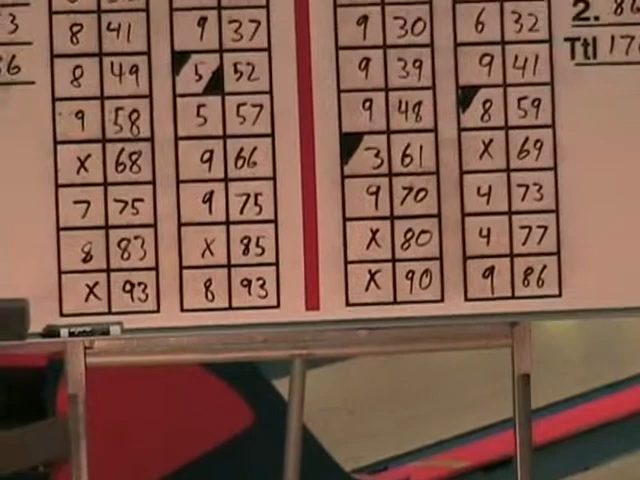 8 41 9 37 9 30 6 32 2.
8 49 5 52 9 39 9 41 Ttl
9 58 5 57 9 48 8 59
X 68 9 66 3 61 X 69
7 75 9 75 9 70 4 73
8 83 X 85 X 80 4 77
X 93 8 93 X 90 9 86